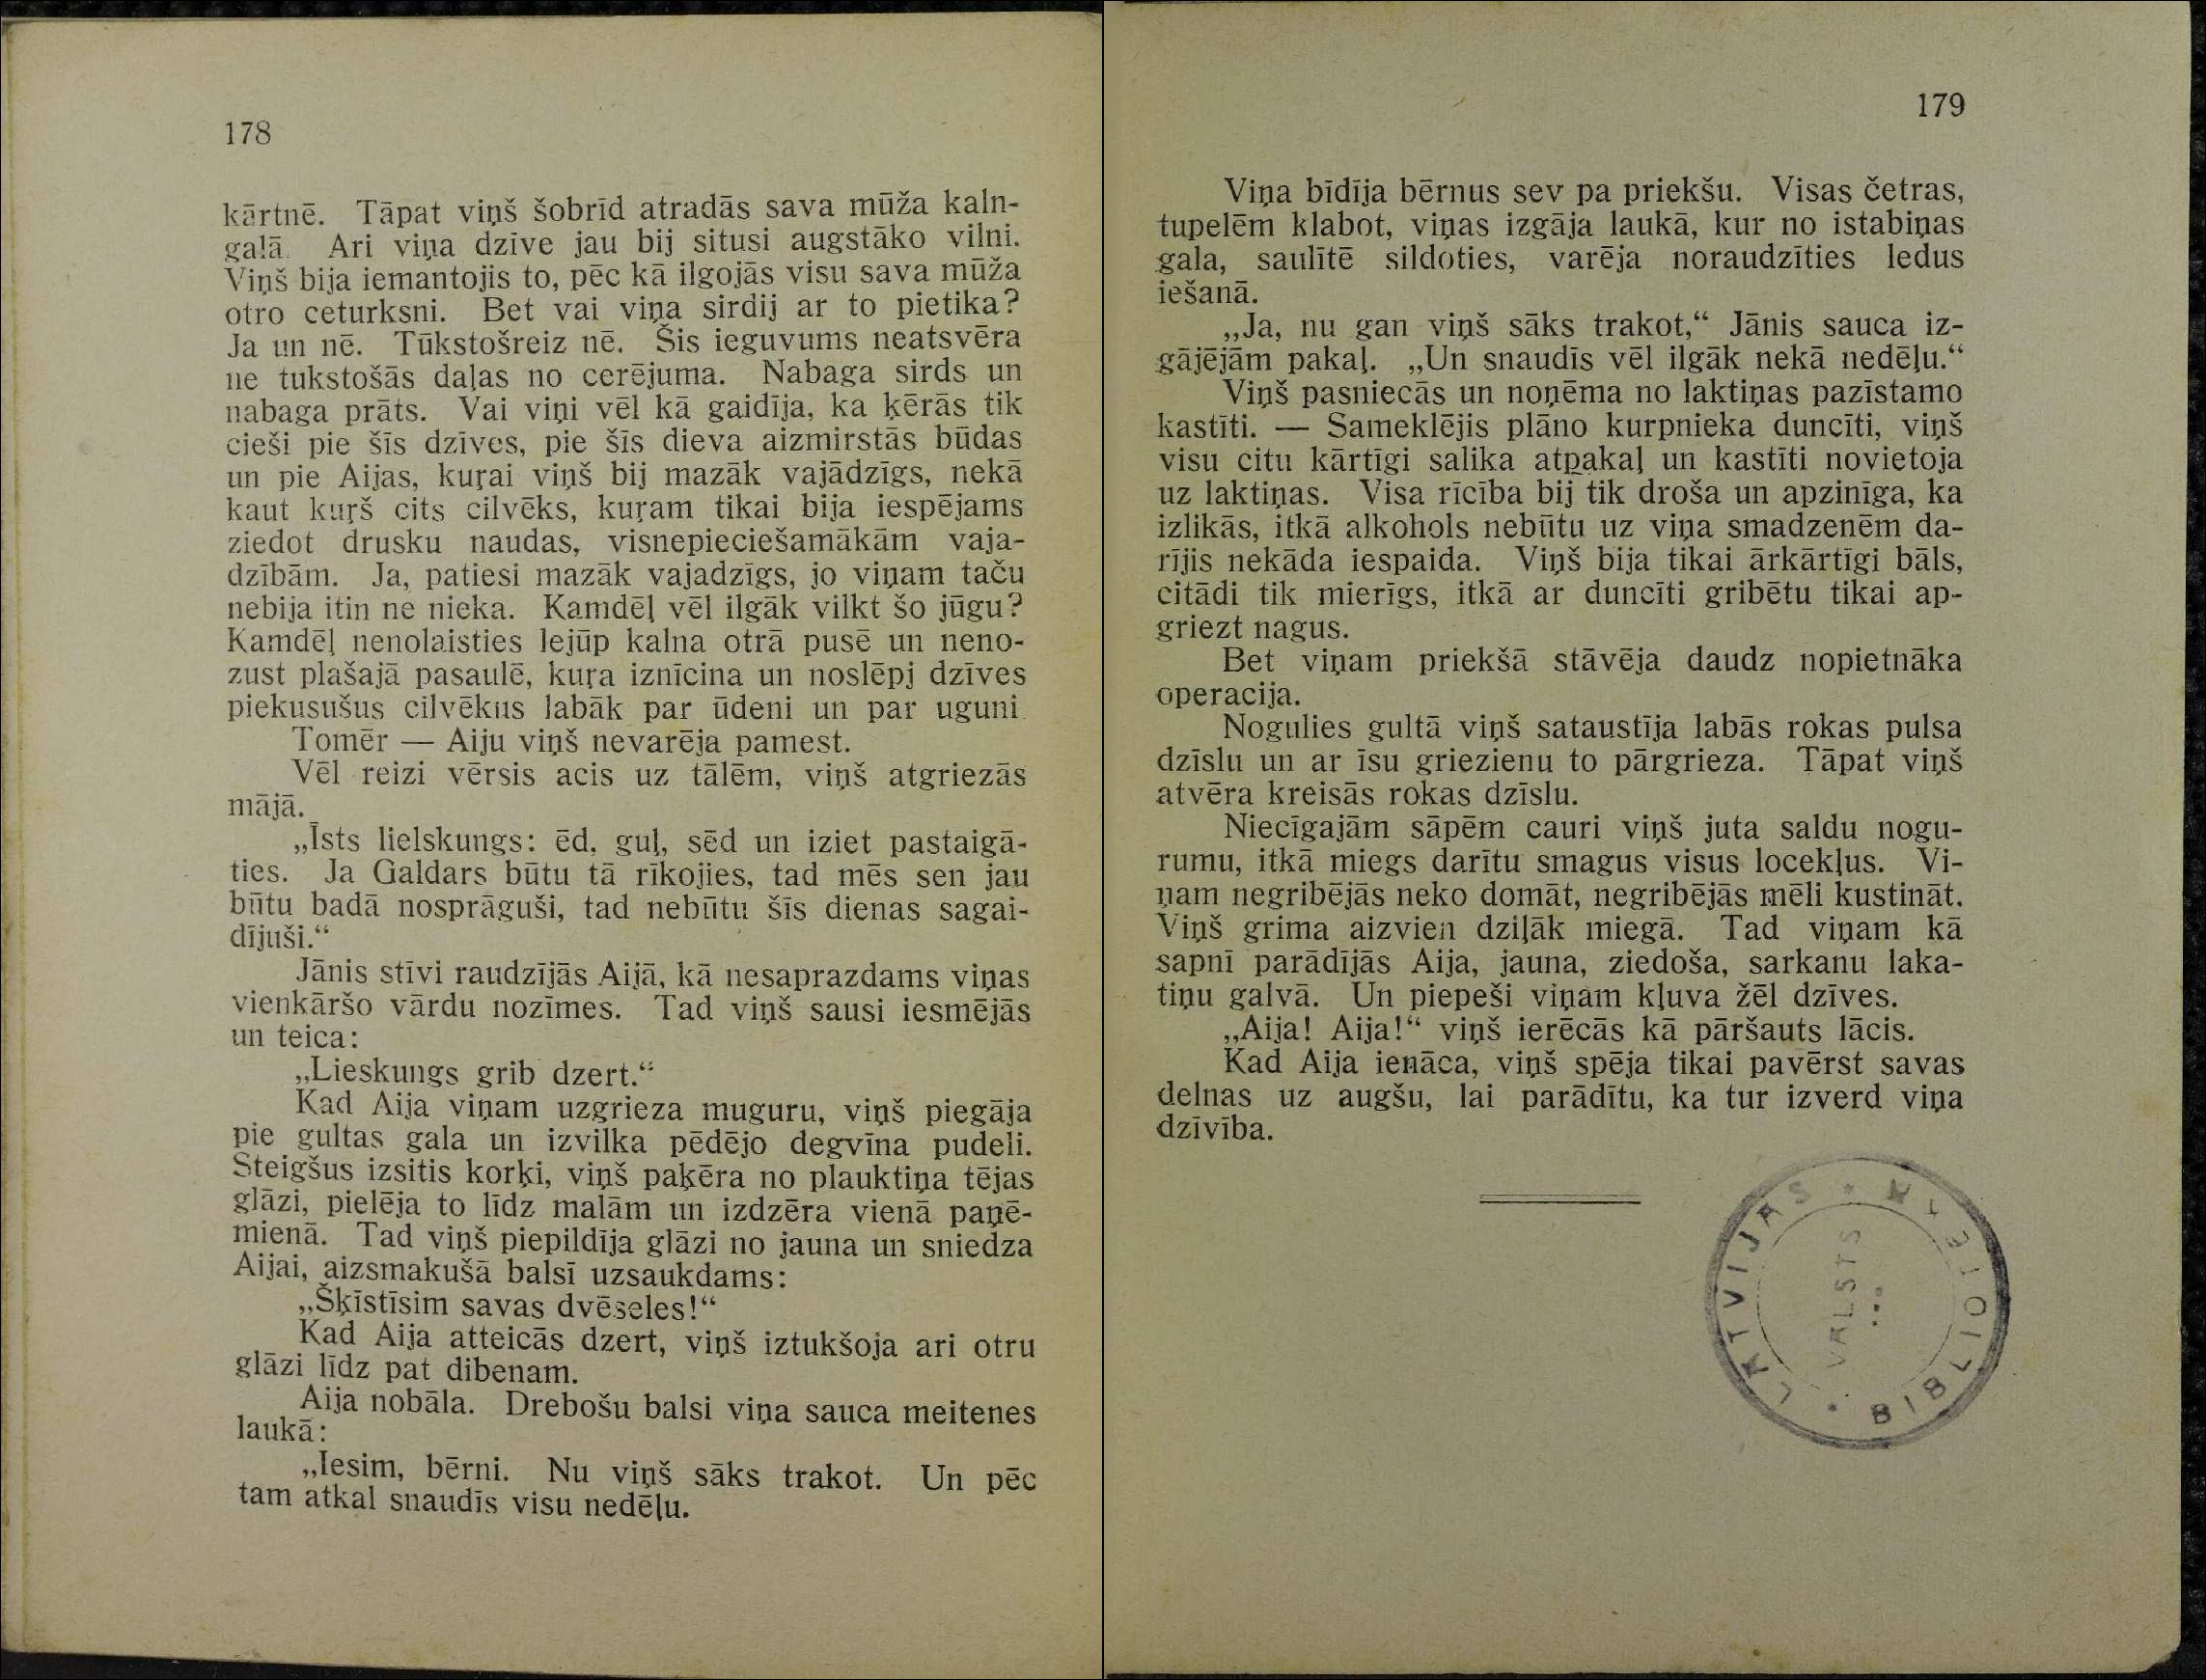 178
kārtnē. Tāpat viņš šobrīd atradās sava mūža kaln-
gaļā. Ari viņa dzīve jau bij situsi augstāko vilni.
Viņš bija iemantojis to, pēc kā ilgojās visu sava mūža
otro ceturksni. Bet vai viņa sirdij ar to pietika?
Ja un nē. Tūkstošreiz nē. Šis ieguvums neatsvēra
ne tukstošās daļas no cerējuma. Nabaga sirds un
nabaga prāts. Vai viņi vēl kā gaidīja, ka ķērās tik
cieši pie šīs dzīves, pie šīs dieva aizmirstās būdas
un pie Aijas, kuŗai viņš bij mazāk vajādzīgs, nekā
kaut kuŗš cits cilvēks, kuŗam tikai bija iespējams
ziedot drusku naudas, visnepieciešamākām vaja-
dzībām. Ja, patiesi mazāk vajadzīgs, jo viņam taču
nebija itin ne nieka. Kamdēļ vēl ilgāk vilkt šo jūgu?
Kamdēļ nenolaisties lejūp kalna otrā pusē un neno-
zust plašajā pasaulē, kuŗa iznīcina un noslēpj dzīves
piekusušus cilvēkus labāk par ūdeni un par uguni.
Tomēr — Aiju viņš nevarēja pamest.
Vēl reizi vērsis acis uz tālēm, viņš atgriezās
mājā.
„Īsts lielskungs: ēd, guļ, sēd un iziet pastaigā-
ties. Ja Galdars būtu tā rīkojies, tad mēs sen jau
būtu badā nosprāguši, tad nebūtu šīs dienas sagai-
dījuši.“
Jānis stīvi raudzījās Aijā, kā nesaprazdams viņas
vienkāršo vārdu nozīmes. Tad viņš sausi iesmējās
un teica:
„Lieskungs grib dzert.“
Kad Aija viņam uzgrieza muguru, viņš piegāja
pie gultas gala un izvilka pēdējo degvīna pudeli.
Steigšus izsitis korķi, viņš paķēra no plauktiņa tējas
glāzi, pielēja to līdz malām un izdzēra vienā paņē-
mienā. Tad viņš piepildīja glāzi no jauna un sniedza
Aijai, aizsmakušā balsī uzsaukdams:
„Šķīstīsim savas dvēseles!“
Kad Aija atteicās dzert, viņš iztukšoja ari otru
glāzi līdz pat dibenam.
Aija nobāla. Drebošu balsi viņa sauca meitenes
laukā:
„Iesim, bērni. Nu viņš sāks trakot. Un pēc
tam atkal snaudīs visu nedēļu.
179
Viņa bīdīja bērnus sev pa priekšu. Visas četras,
tupelēm klabot, viņas izgāja laukā, kur no istabiņas
gala, saulītē sildoties, varēja noraudzīties ledus
iešanā.
„Ja, nu gan viņš sāks trakot,“ Jānis sauca iz-
gājējām pakaļ. „Un snaudīs vēl ilgāk nekā nedēļu.“
Viņš pasniecās un noņēma no laktiņas pazīstamo
kastīti. — Sameklējis plāno kurpnieka duncīti, viņš
visu citu kārtīgi salika atpakaļ un kastīti novietoja
uz laktiņas. Visa rīcība bij tik droša un apzinīga, ka
izlikās, itkā alkohols nebūtu uz viņa smadzenēm da-
rījis nekāda iespaida. Viņš bija tikai ārkārtīgi bāls,
citādi tik mierīgs, itkā ar duncīti gribētu tikai ap-
griezt nagus.
Bet viņam priekšā stāvēja daudz nopietnāka
operacija.
Nogulies gultā viņš sataustīja labās rokas pulsa
dzīslu un ar īsu griezienu to pārgrieza. Tāpat viņš
atvēra kreisās rokas dzīslu.
Niecīgajām sāpēm cauri viņš juta saldu nogu-
rumu, itkā miegs darītu smagus visus locekļus. Vi-
ņam negribējās neko domāt, negribējās mēli kustināt.
Viņš grima aizvien dziļāk miegā. Tad viņam kā
sapnī parādījās Aija, jauna, ziedoša, sarkanu laka-
tiņu galvā. Un piepeši viņam kļuva žēl dzīves.
„Aija! Aija!“ viņš ierēcās kā pāršauts lācis.
Kad Aija ienāca, viņš spēja tikai pavērst savas
delnas uz augšu, lai parādītu, ka tur izverd viņa
dzīvība.
LATVIJAS
VALSTS
BIBLIOTEKA